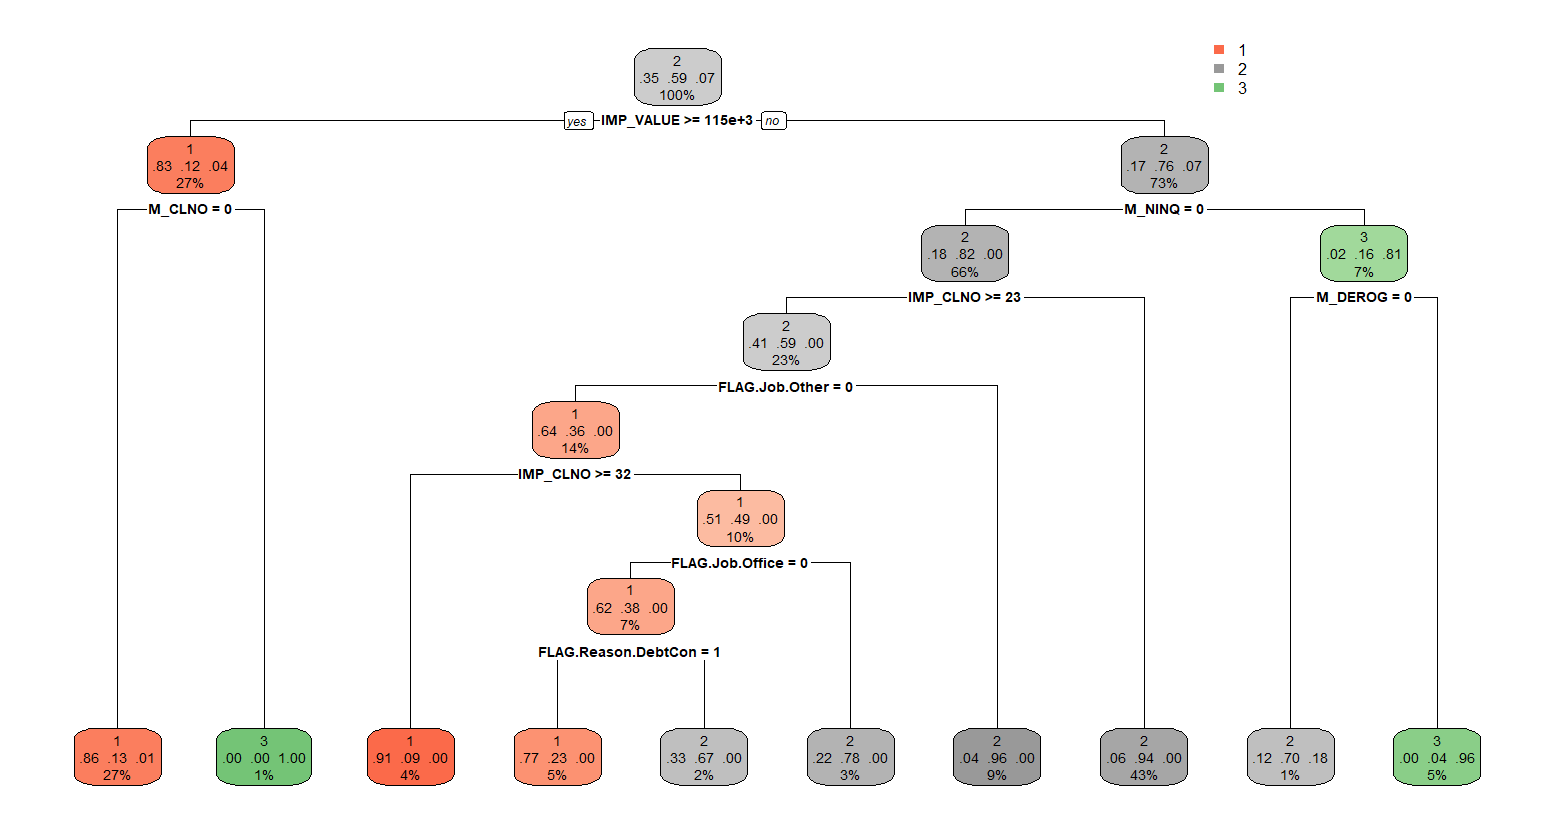 1
2
3
2
.35 .59 .07
100%
yes IMP_VALUE >= 115e+3 no
1
.83 .12 .04
27%
2
.17 .76 .07
73%
M_CLNO = 0
M_NINQ = 0
2
.18 .82 .00
66%
3
.02 .16 .81
7%
IMP_CLNO >= 23
M_DEROG = 0
2
.41 .59 .00
23%
FLAG.Job.Other = 0
1
.64 .36 .00
14%
IMP_CLNO >= 32
1
.51 .49 .00
10%
FLAG.Job.Office = 0
1
.62 .38 .00
7%
FLAG.Reason.DebtCon = 1
1
.86 .13 .01
27%
3
.00 .00 1.00
1%
1
.91 .09 .00
4%
1
.77 .23 .00
5%
2
.33 .67 .00
2%
2
.22 .78 .00
3%
2
.04 .96 .00
9%
2
.06 .94 .00
43%
2
.12 .70 .18
1%
3
.00 .04 .96
5%